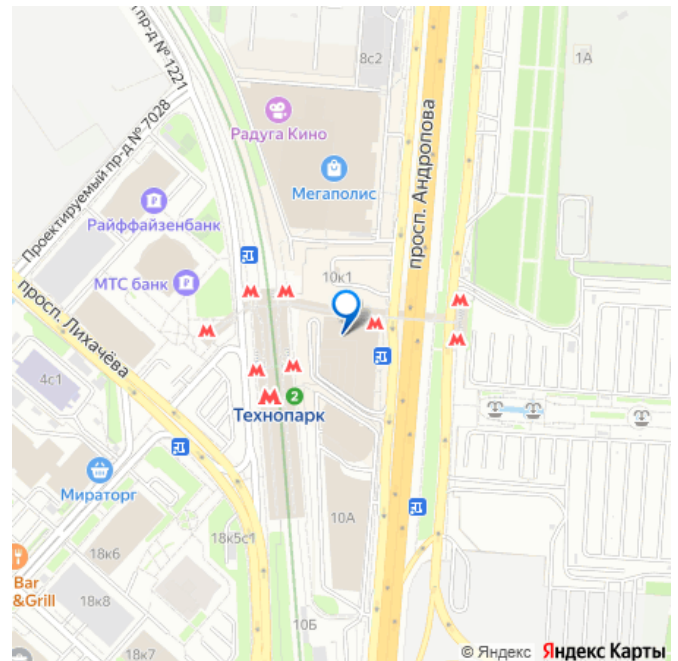 й пр-д № 1221
8с2
1А
Радуга Кино
Проектируемый пр-д № 7028
Мегаполис
просп. Андропова
Райффайзенбанк
10к1
МТС банк
просп. Лихачёва
4с1
2
Технопарк
Мираторг
10А
18к5с1
18к6
Bar
&Grill
18к8
10Б
18к7
© Яндекс Яндекс Карты